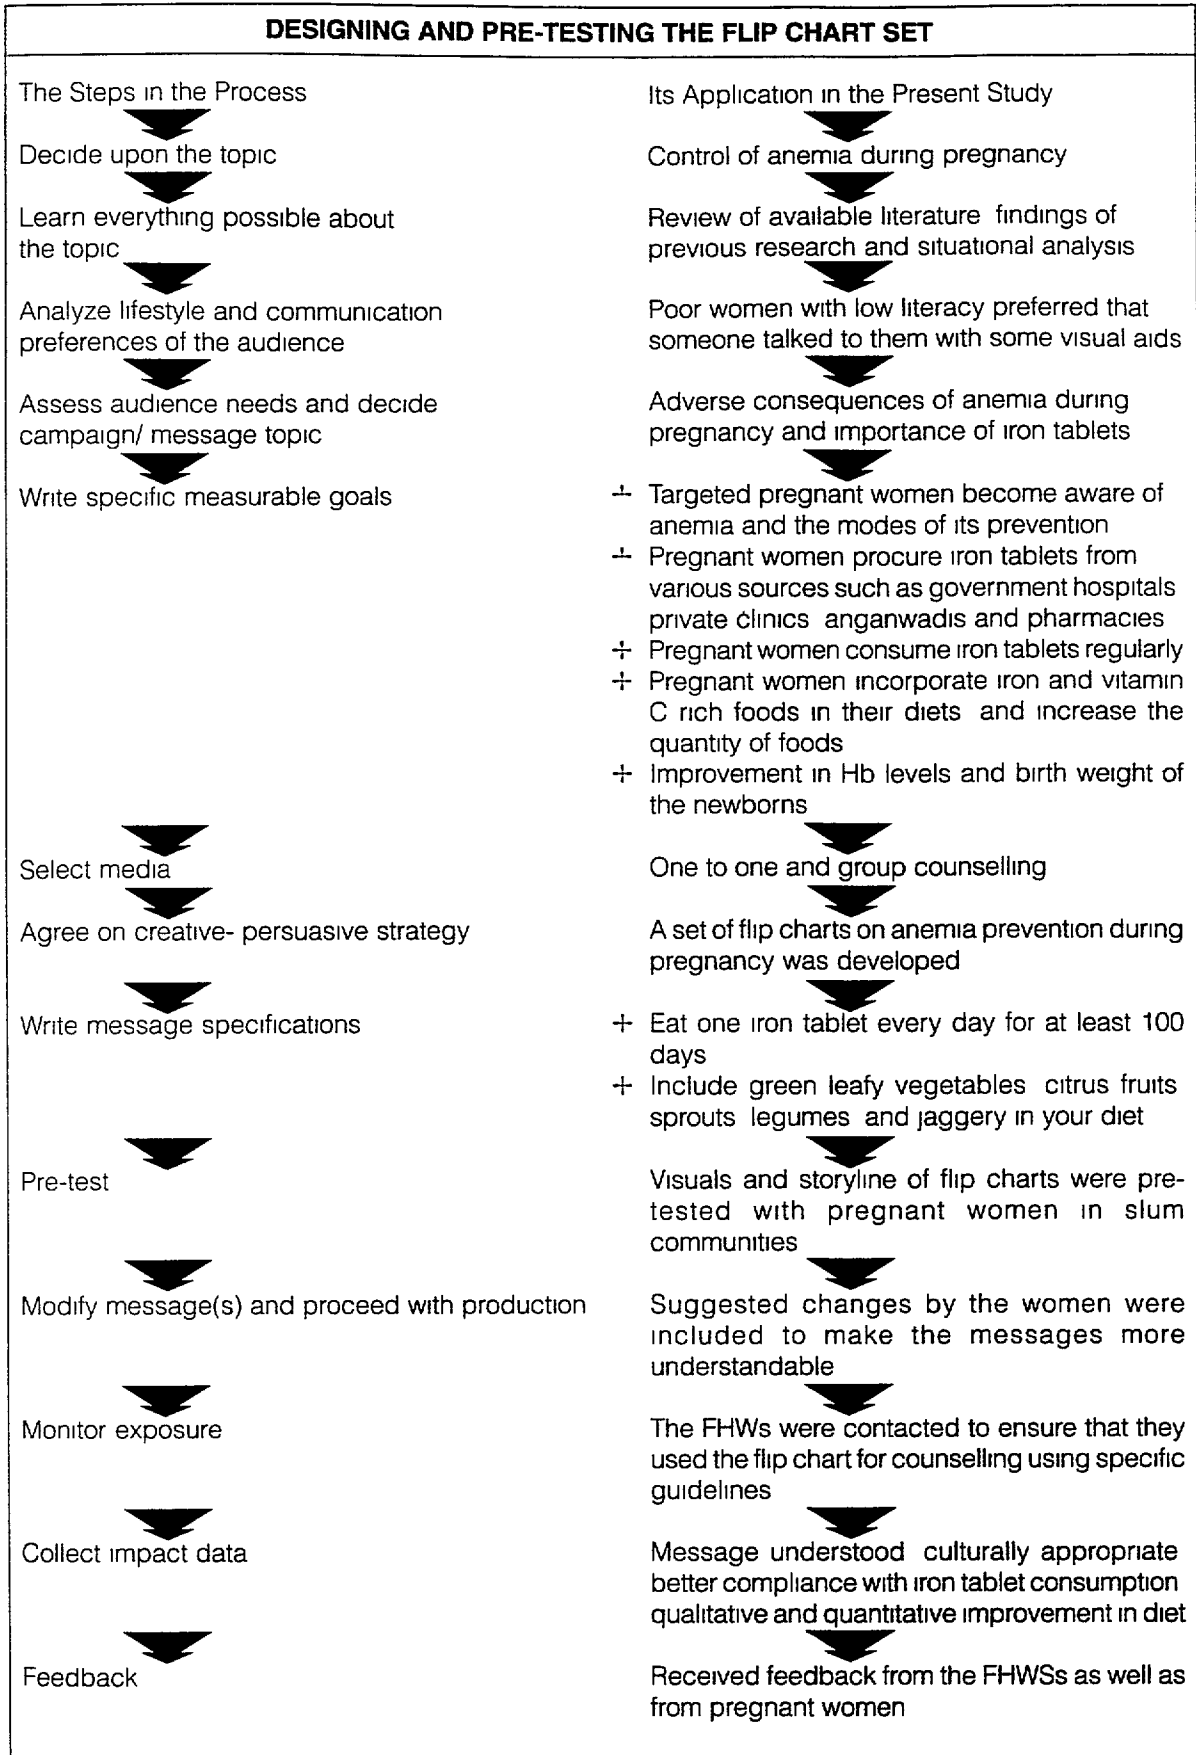 DESIGNING AND PRE-TESTING THE FLIP CHART SET
The Steps in the Process
Its Application in the Present Study
Decide upon the topic
Control of anemia during pregnancy
Learn everything possible about
the topic
Review of available literature findings of
previous research and situational analysis
Analyze lifestyle and communication
preferences of the audience
Poor women with low literacy preferred that
someone talked to them with some visual aids
Assess audience needs and decide
campaign/ message topic
Adverse consequences of anemia during
pregnancy and importance of iron tablets
Write specific measurable goals
∸ Targeted pregnant women become aware of
anemia and the modes of its prevention
∸ Pregnant women procure iron tablets from
various sources such as government hospitals
private clinics anganwadis and pharmacies
∔ Pregnant women consume iron tablets regularly
∔ Pregnant women incorporate iron and vitamin
C rich foods in their diets and increase the
quantity of foods
∔ Improvement in Hb levels and birth weight of
the newborns
Select media
One to one and group counselling
Agree on creative- persuasive strategy
A set of flip charts on anemia prevention during
pregnancy was developed
Write message specifications
+ Eat one iron tablet every day for at least 100
days
+ Include green leafy vegetables citrus fruits
sprouts legumes and jaggery in your diet
Pre-test
Visuals and storyline of flip charts were pre-
tested with pregnant women in slum
communities
Modify message(s) and proceed with production
Suggested changes by the women were
included to make the messages more
understandable
Monitor exposure
The FHWs were contacted to ensure that they
used the flip chart for counselling using specific
guidelines
Collect impact data
Message understood culturally appropriate
better compliance with iron tablet consumption
qualitative and quantitative improvement in diet
Feedback
Received feedback from the FHWSs as well as
from pregnant women